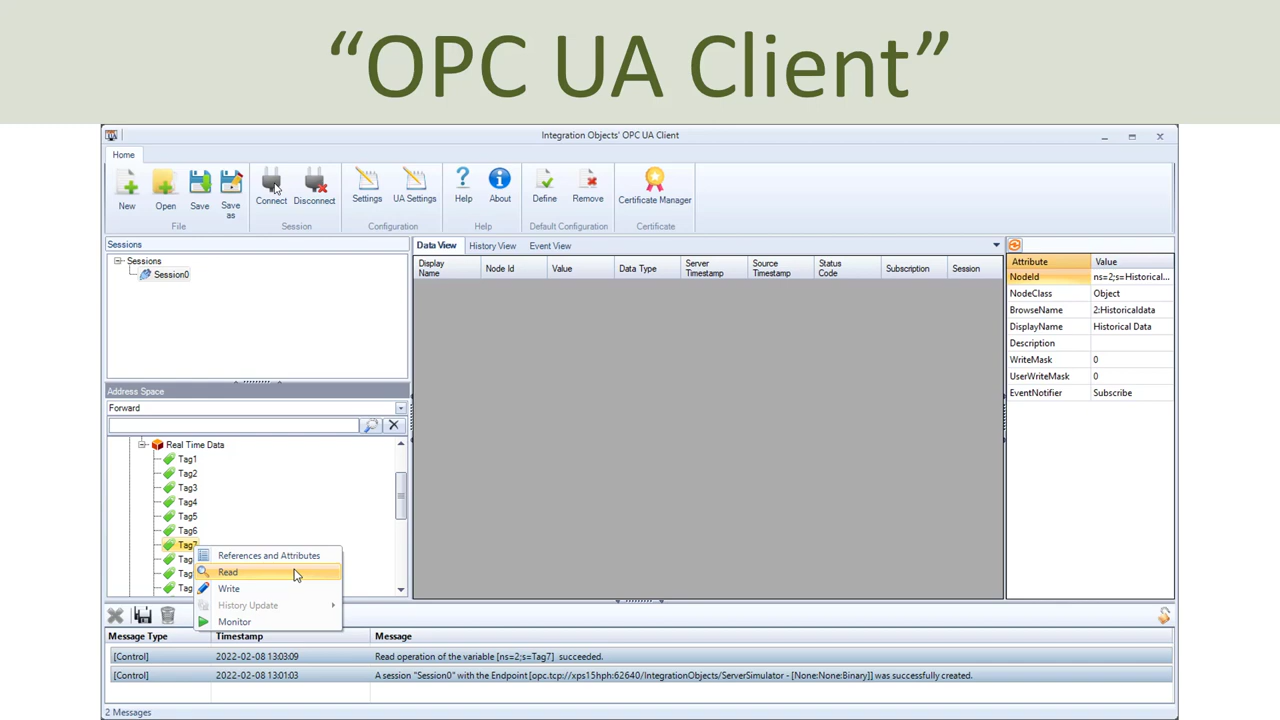 “OPC UA Client”
Integration Objects' OPC UA Client
Home
New
Open
Save
Save as
Connect
Disconnect
Settings
UA Settings
Help
About
Define
Remove
Certificate Manager
File
Session
Configuration
Help
Default Configuration
Certificate
Sessions
Sessions
Session0
Data View History View Event View
Display Name Node Id Value Data Type Server Timestamp Source Timestamp Status Code Subscription Session
Attribute Value
NodeId ns=2;s=Historical...
NodeClass Object
BrowseName 2:Historicaldata
DisplayName Historical Data
Description
WriteMask 0
UserWriteMask 0
EventNotifier Subscribe
Address Space
Forward
Real Time Data
Tag1
Tag2
Tag3
Tag4
Tag5
Tag6
Tag7
References and Attributes
Read
Write
History Update
Monitor
Message Type Timestamp Message
[Control] 2022-02-08 13:03:09 Read operation of the variable [ns=2;s=Tag7] succeeded.
[Control] 2022-02-08 13:01:03 A session "Session0" with the Endpoint [opc.tcp://xps15hph:62640/IntegrationObjects/ServerSimulator - [None:None:Binary]] was successfully created.
2 Messages